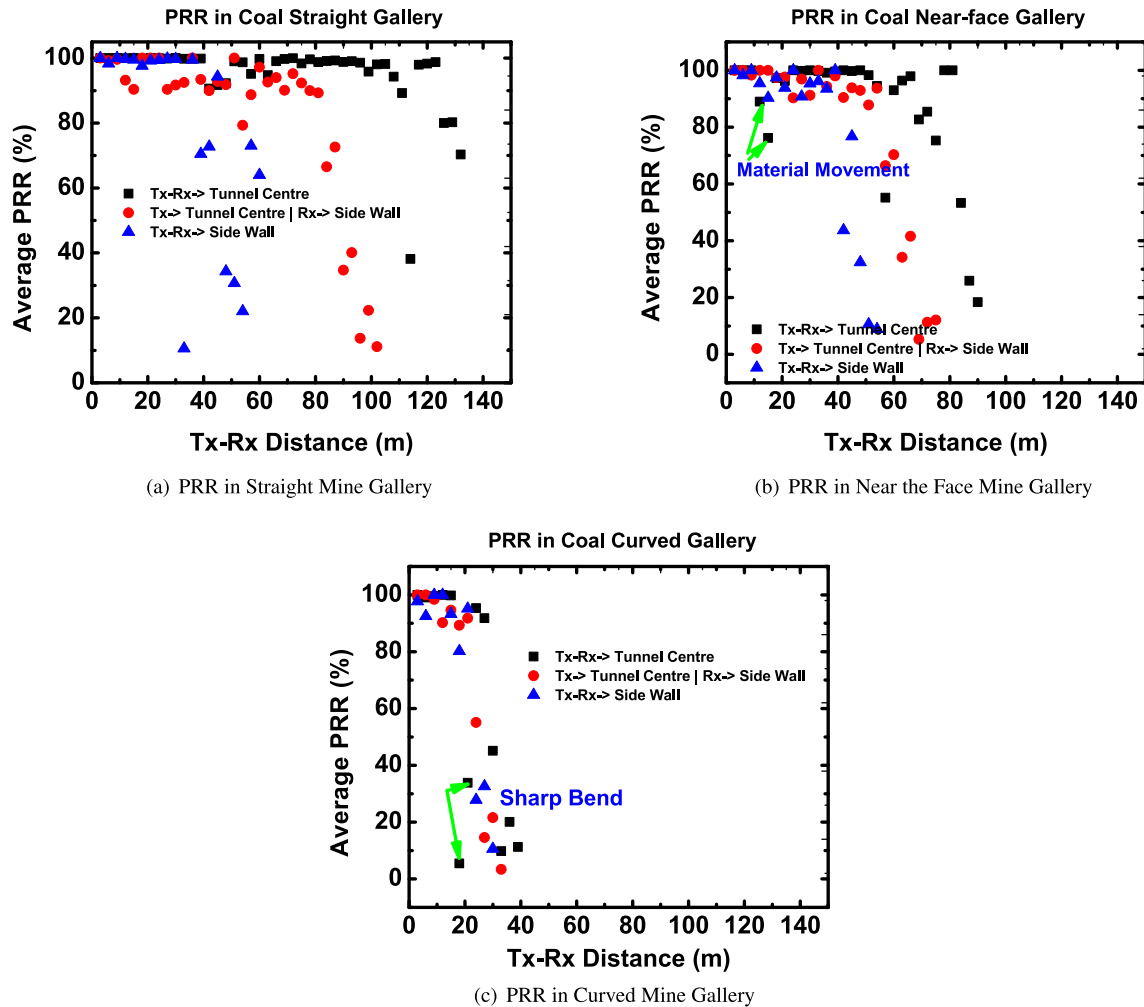 PRR in Coal Straight Gallery
100
80
60
40
20
0
Average PRR (%)
Tx-Rx-> Tunnel Centre
Tx-> Tunnel Centre | Rx-> Side Wall
Tx-Rx-> Side Wall
0 20 40 60 80 100 120 140
Tx-Rx Distance (m)
(a) PRR in Straight Mine Gallery
PRR in Coal Near-face Gallery
100
80
60
40
20
0
Average PRR (%)
Material Movement
Tx-Rx-> Tunnel Centre
Tx-> Tunnel Centre | Rx-> Side Wall
Tx-Rx-> Side Wall
0 20 40 60 80 100 120 140
Tx-Rx Distance (m)
(b) PRR in Near the Face Mine Gallery
PRR in Coal Curved Gallery
100
80
60
40
20
0
Average PRR (%)
Tx-Rx-> Tunnel Centre
Tx-> Tunnel Centre | Rx-> Side Wall
Tx-Rx-> Side Wall
Sharp Bend
0 20 40 60 80 100 120 140
Tx-Rx Distance (m)
(c) PRR in Curved Mine Gallery